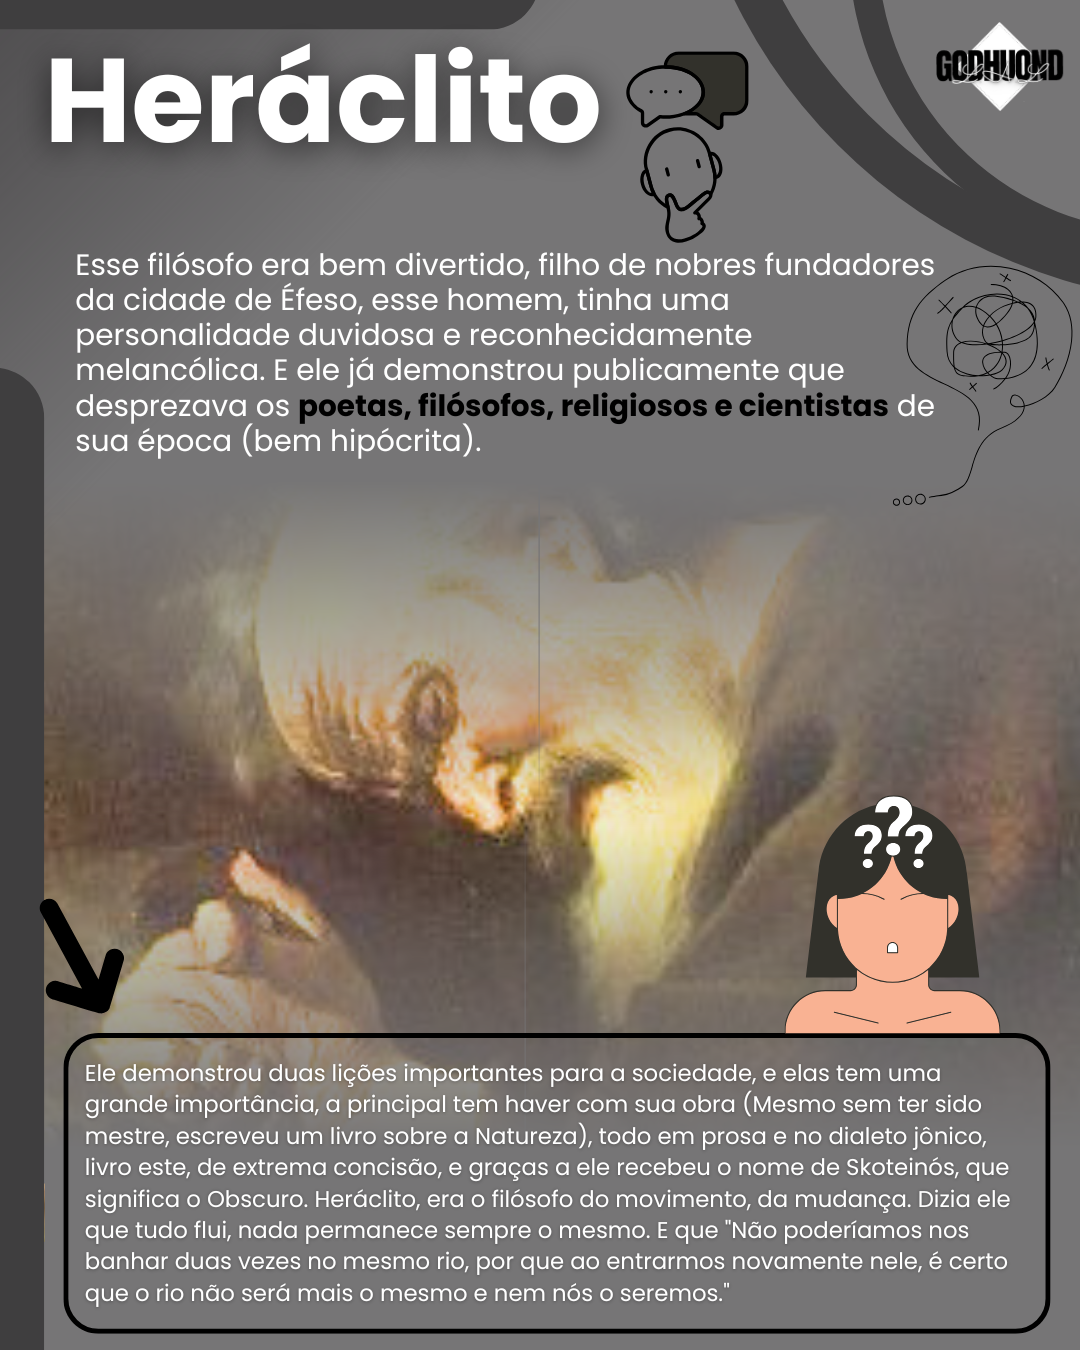 Heráclito
GODHUOND
Esse filósofo era bem divertido, filho de nobres fundadores
da cidade de Éfeso, esse homem, tinha uma
personalidade duvidosa e reconhecidamente
melancólica. E ele já demonstrou publicamente que
desprezava os poetas, filósofos, religiosos e cientistas de
sua época (bem hipócrita).
???
Ele demonstrou duas lições importantes para a sociedade, e elas tem uma
grande importância, a principal tem haver com sua obra (Mesmo sem ter sido
mestre, escreveu um livro sobre a Natureza), todo em prosa e no dialeto jônico,
livro este, de extrema concisão, e graças a ele recebeu o nome de Skoteinós, que
significa o Obscuro. Heráclito, era o filósofo do movimento, da mudança. Dizia ele
que tudo flui, nada permanece sempre o mesmo. E que "Não poderíamos nos
banhar duas vezes no mesmo rio, por que ao entrarmos novamente nele, é certo
que o rio não será mais o mesmo e nem nós o seremos."